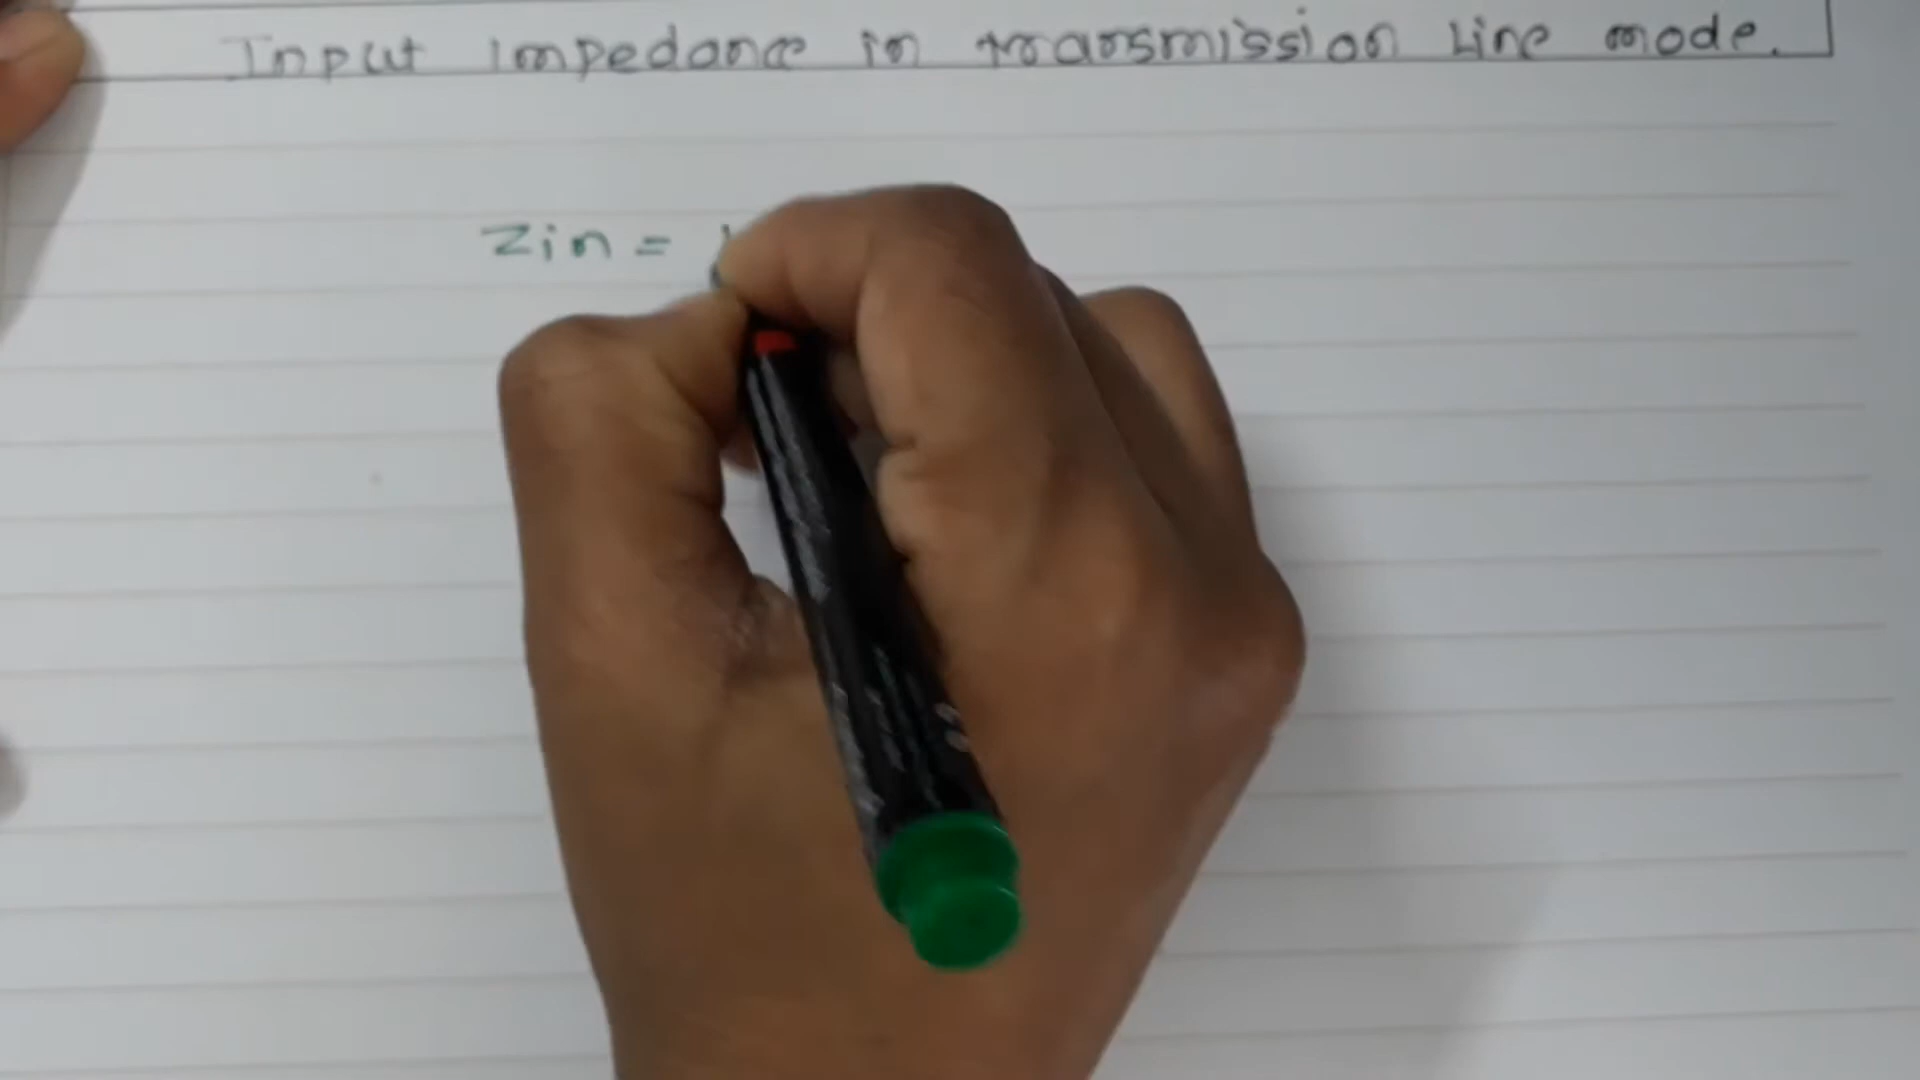 Input impedance in transmission Line mode.
Zin =